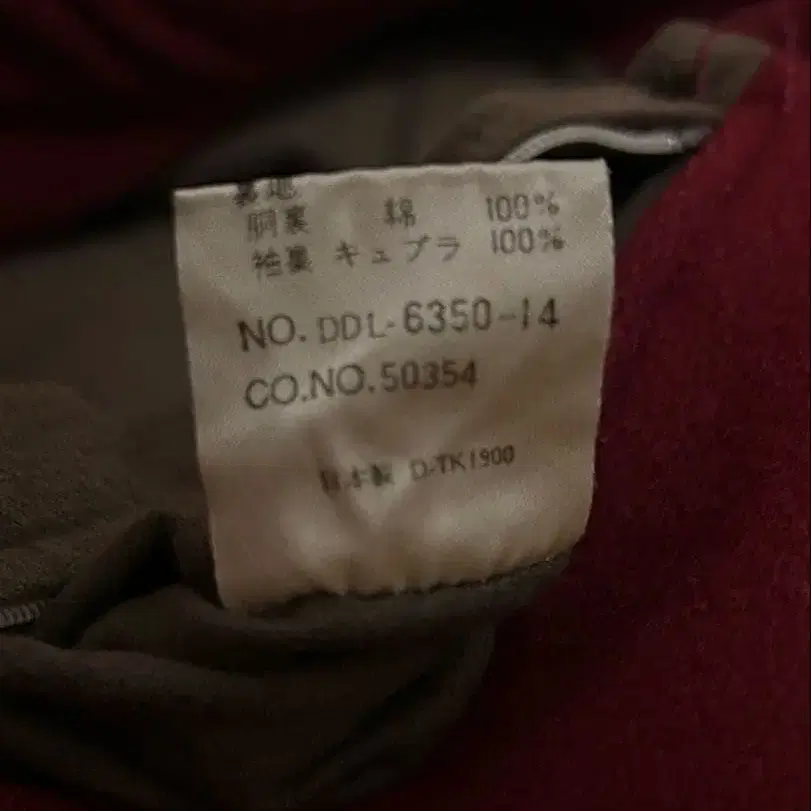 裏地
胴裏 綿 100%
袖裏 キュプラ 100%
NO. DDL-6350-14
CO.NO.50354
日本製 D-TK1900